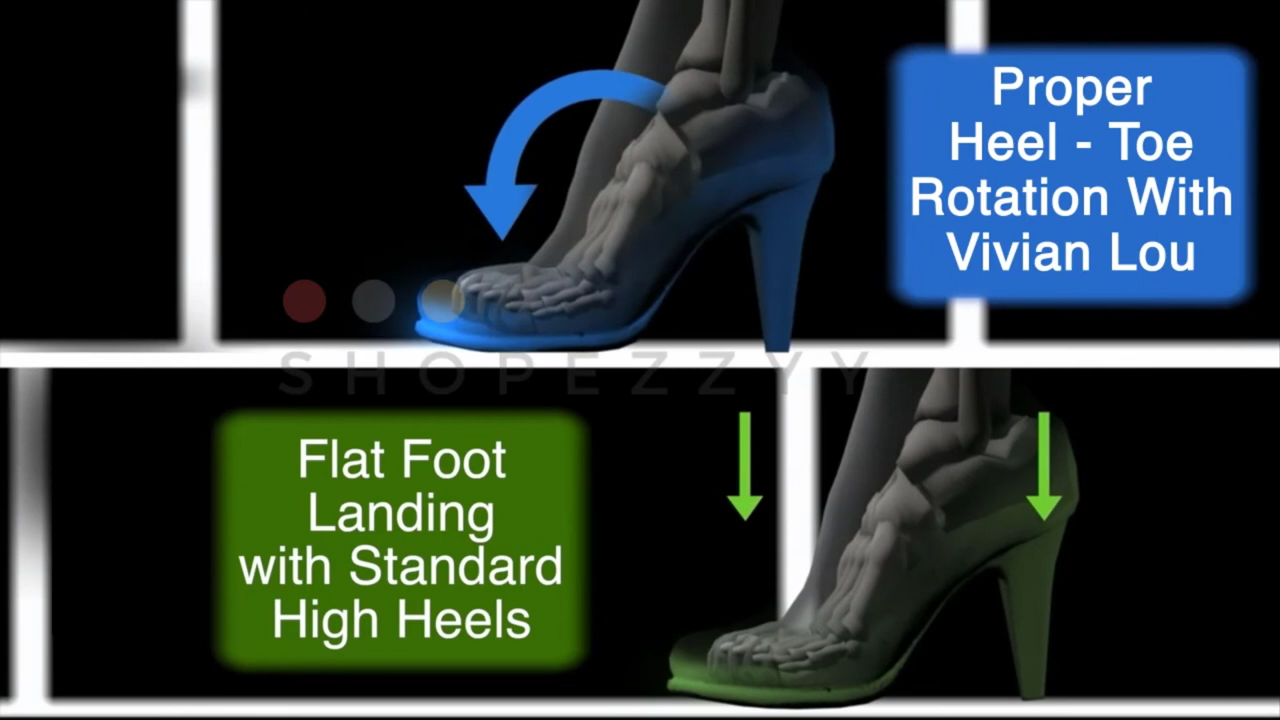 Proper
Heel - Toe
Rotation With
Vivian Lou
SHOPEZZYY
Flat Foot
Landing
with Standard
High Heels